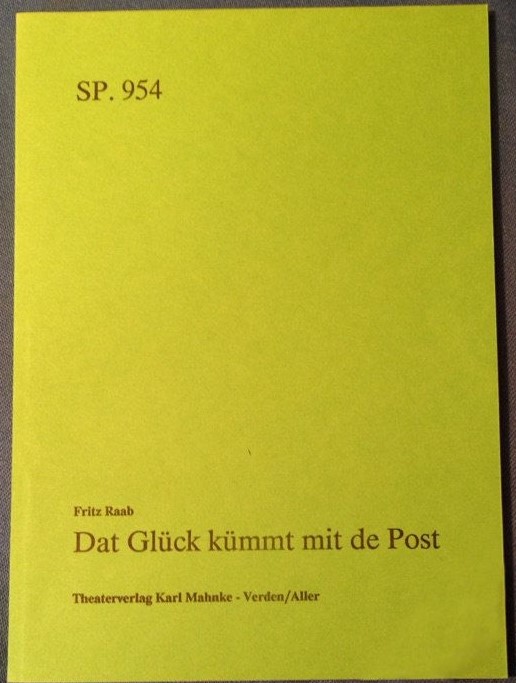 SP. 954
Fritz Raab
Dat Glück kümmt mit de Post
Theaterverlag Karl Mahnke - Verden/Aller